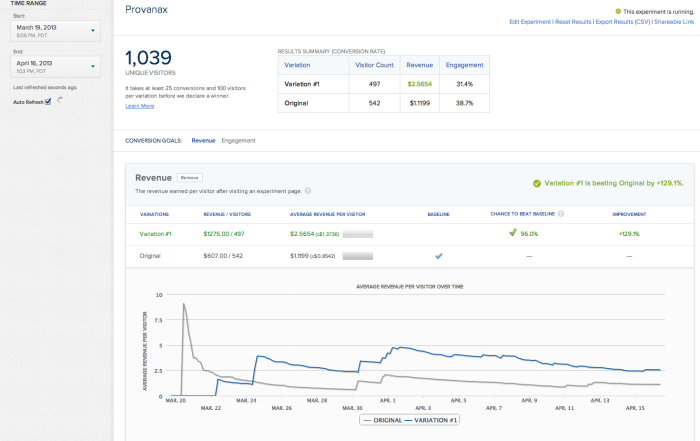 TIME RANGE
Start:
March 19, 2013
6:06 PM, PDT
End:
April 16, 2013
1:03 PM, PDT
Last refreshed seconds ago.
Auto Refresh
Provanax
This experiment is running.
Edit Experiment | Reset Results | Export Results (CSV) | Shareable Link
1,039
UNIQUE VISITORS
It takes at least 25 conversions and 100 visitors
per variation before we declare a winner.
Learn More
RESULTS SUMMARY (CONVERSION RATE)
Variation Visitor Count Revenue Engagement
Variation #1 497 $2.5654 31.4%
Original 542 $1.1199 38.7%
CONVERSION GOALS: Revenue Engagement
Revenue Remove
The revenue earned per visitor after visiting an experiment page. ?
Variation #1 is beating Original by +129.1%.
VARIATIONS REVENUE / VISITORS AVERAGE REVENUE PER VISITOR BASELINE CHANCE TO BEAT BASELINE ? IMPROVEMENT
Variation #1 $1275.00 / 497 $2.5654 (±$1.3736) 96.0% +129.1%
Original $607.00 / 542 $1.1199 (±$0.8542) — —
AVERAGE REVENUE PER VISITOR OVER TIME
AVERAGE REVENUE PER VISITOR
10
7.5
5
2.5
0
MAR. 20 MAR. 22 MAR. 24 MAR. 26 MAR. 28 MAR. 30 APR. 1 APR. 3 APR. 5 APR. 7 APR. 9 APR. 11 APR. 13 APR. 15
ORIGINAL VARIATION #1